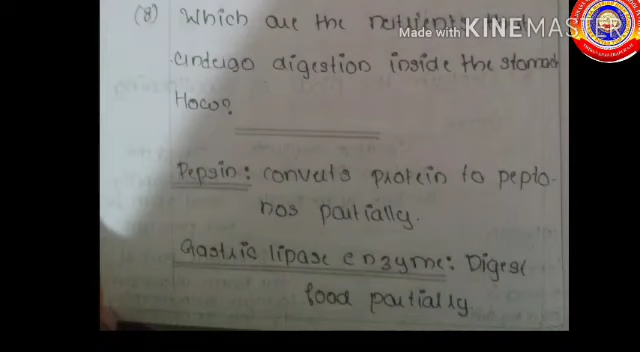 (8) Which are the nutrients that
Made with KINEMASTER
undergo digestion inside the stomach
How?
Pepsin: converts protein to pepto-
nes partially.
Gastric lipase enzyme: Digest
food partially.